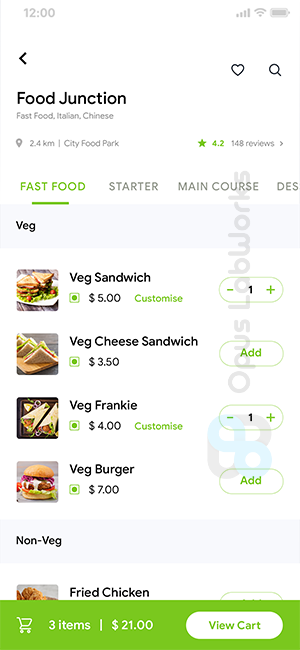 12:00
Food Junction
Fast Food, Italian, Chinese
2.4 km | City Food Park
4.2 148 reviews
FAST FOOD STARTER MAIN COURSE DES
Veg
Veg Sandwich
$ 5.00 Customise
− 1 +
Veg Cheese Sandwich
$ 3.50
Add
Veg Frankie
$ 4.00 Customise
− 1 +
Veg Burger
$ 7.00
Add
Non-Veg
Fried Chicken
3 items | $ 21.00 View Cart
Opus LabWorks